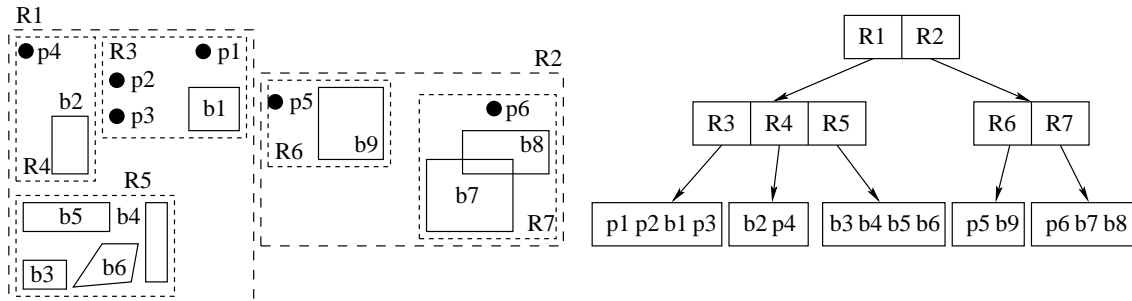 R1
p4
R3
p1
p2
b2
p3
b1
R4
R5
b5
b4
b3
b6
R2
p5
p6
R6
b9
b8
b7
R7
R1 R2
R3 R4 R5
R6 R7
p1 p2 b1 p3
b2 p4
b3 b4 b5 b6
p5 b9
p6 b7 b8